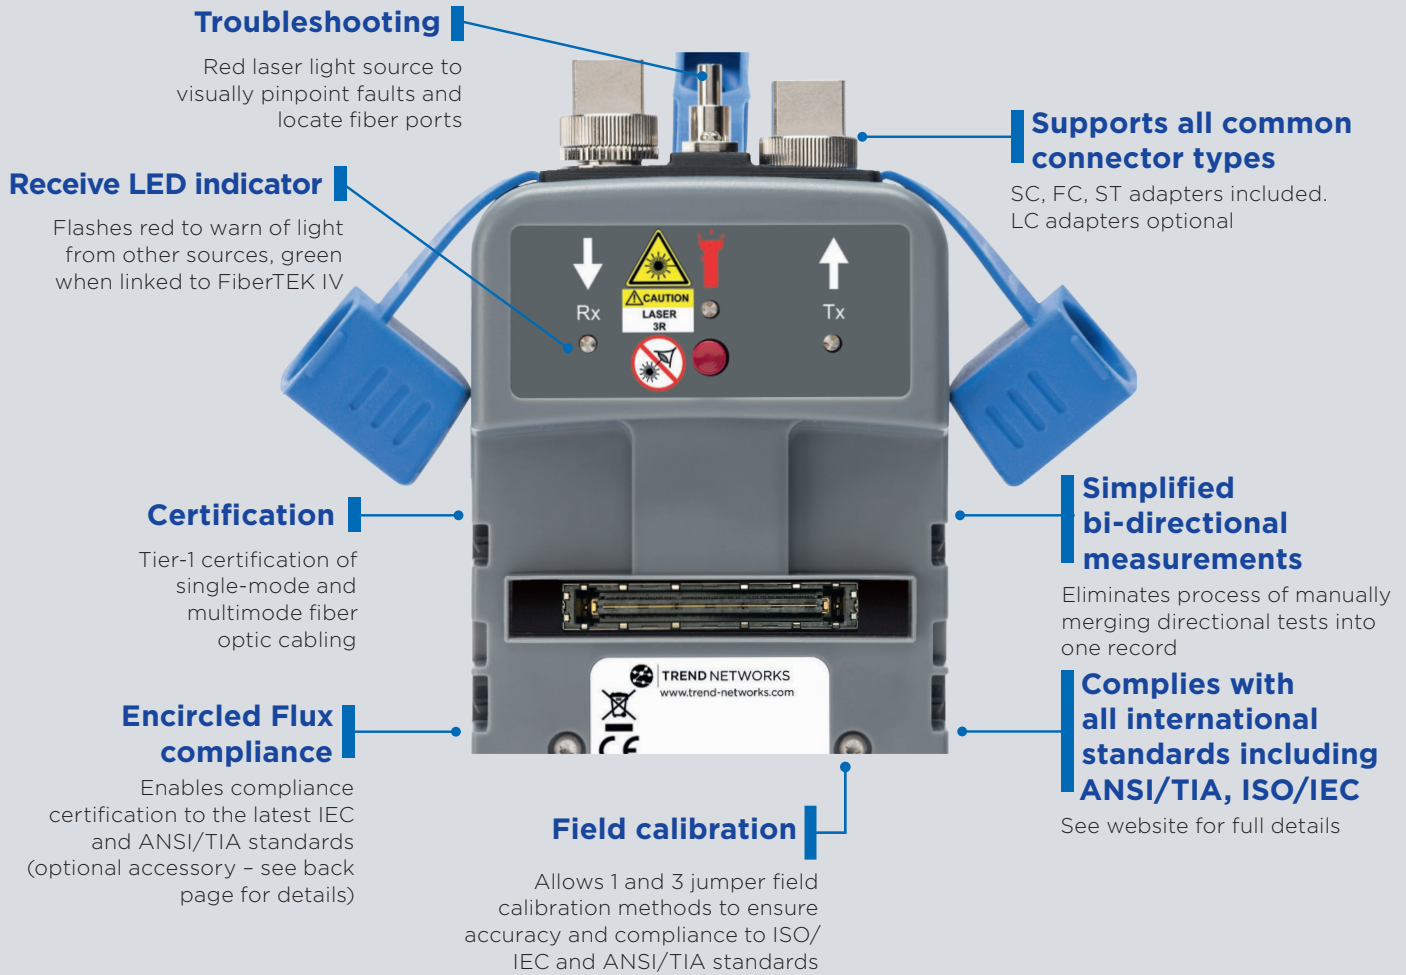 Troubleshooting
Red laser light source to
visually pinpoint faults and
locate fiber ports
Receive LED indicator
Flashes red to warn of light
from other sources, green
when linked to FiberTEK IV
Supports all common
connector types
SC, FC, ST adapters included.
LC adapters optional
Rx
CAUTION
LASER
3R
Tx
Certification
Tier-1 certification of
single-mode and
multimode fiber
optic cabling
Simplified
bi-directional
measurements
Eliminates process of manually
merging directional tests into
one record
TREND NETWORKS
www.trend-networks.com
CE
Encircled Flux
compliance
Enables compliance
certification to the latest IEC
and ANSI/TIA standards
(optional accessory – see back
page for details)
Complies with
all international
standards including
ANSI/TIA, ISO/IEC
See website for full details
Field calibration
Allows 1 and 3 jumper field
calibration methods to ensure
accuracy and compliance to ISO/
IEC and ANSI/TIA standards